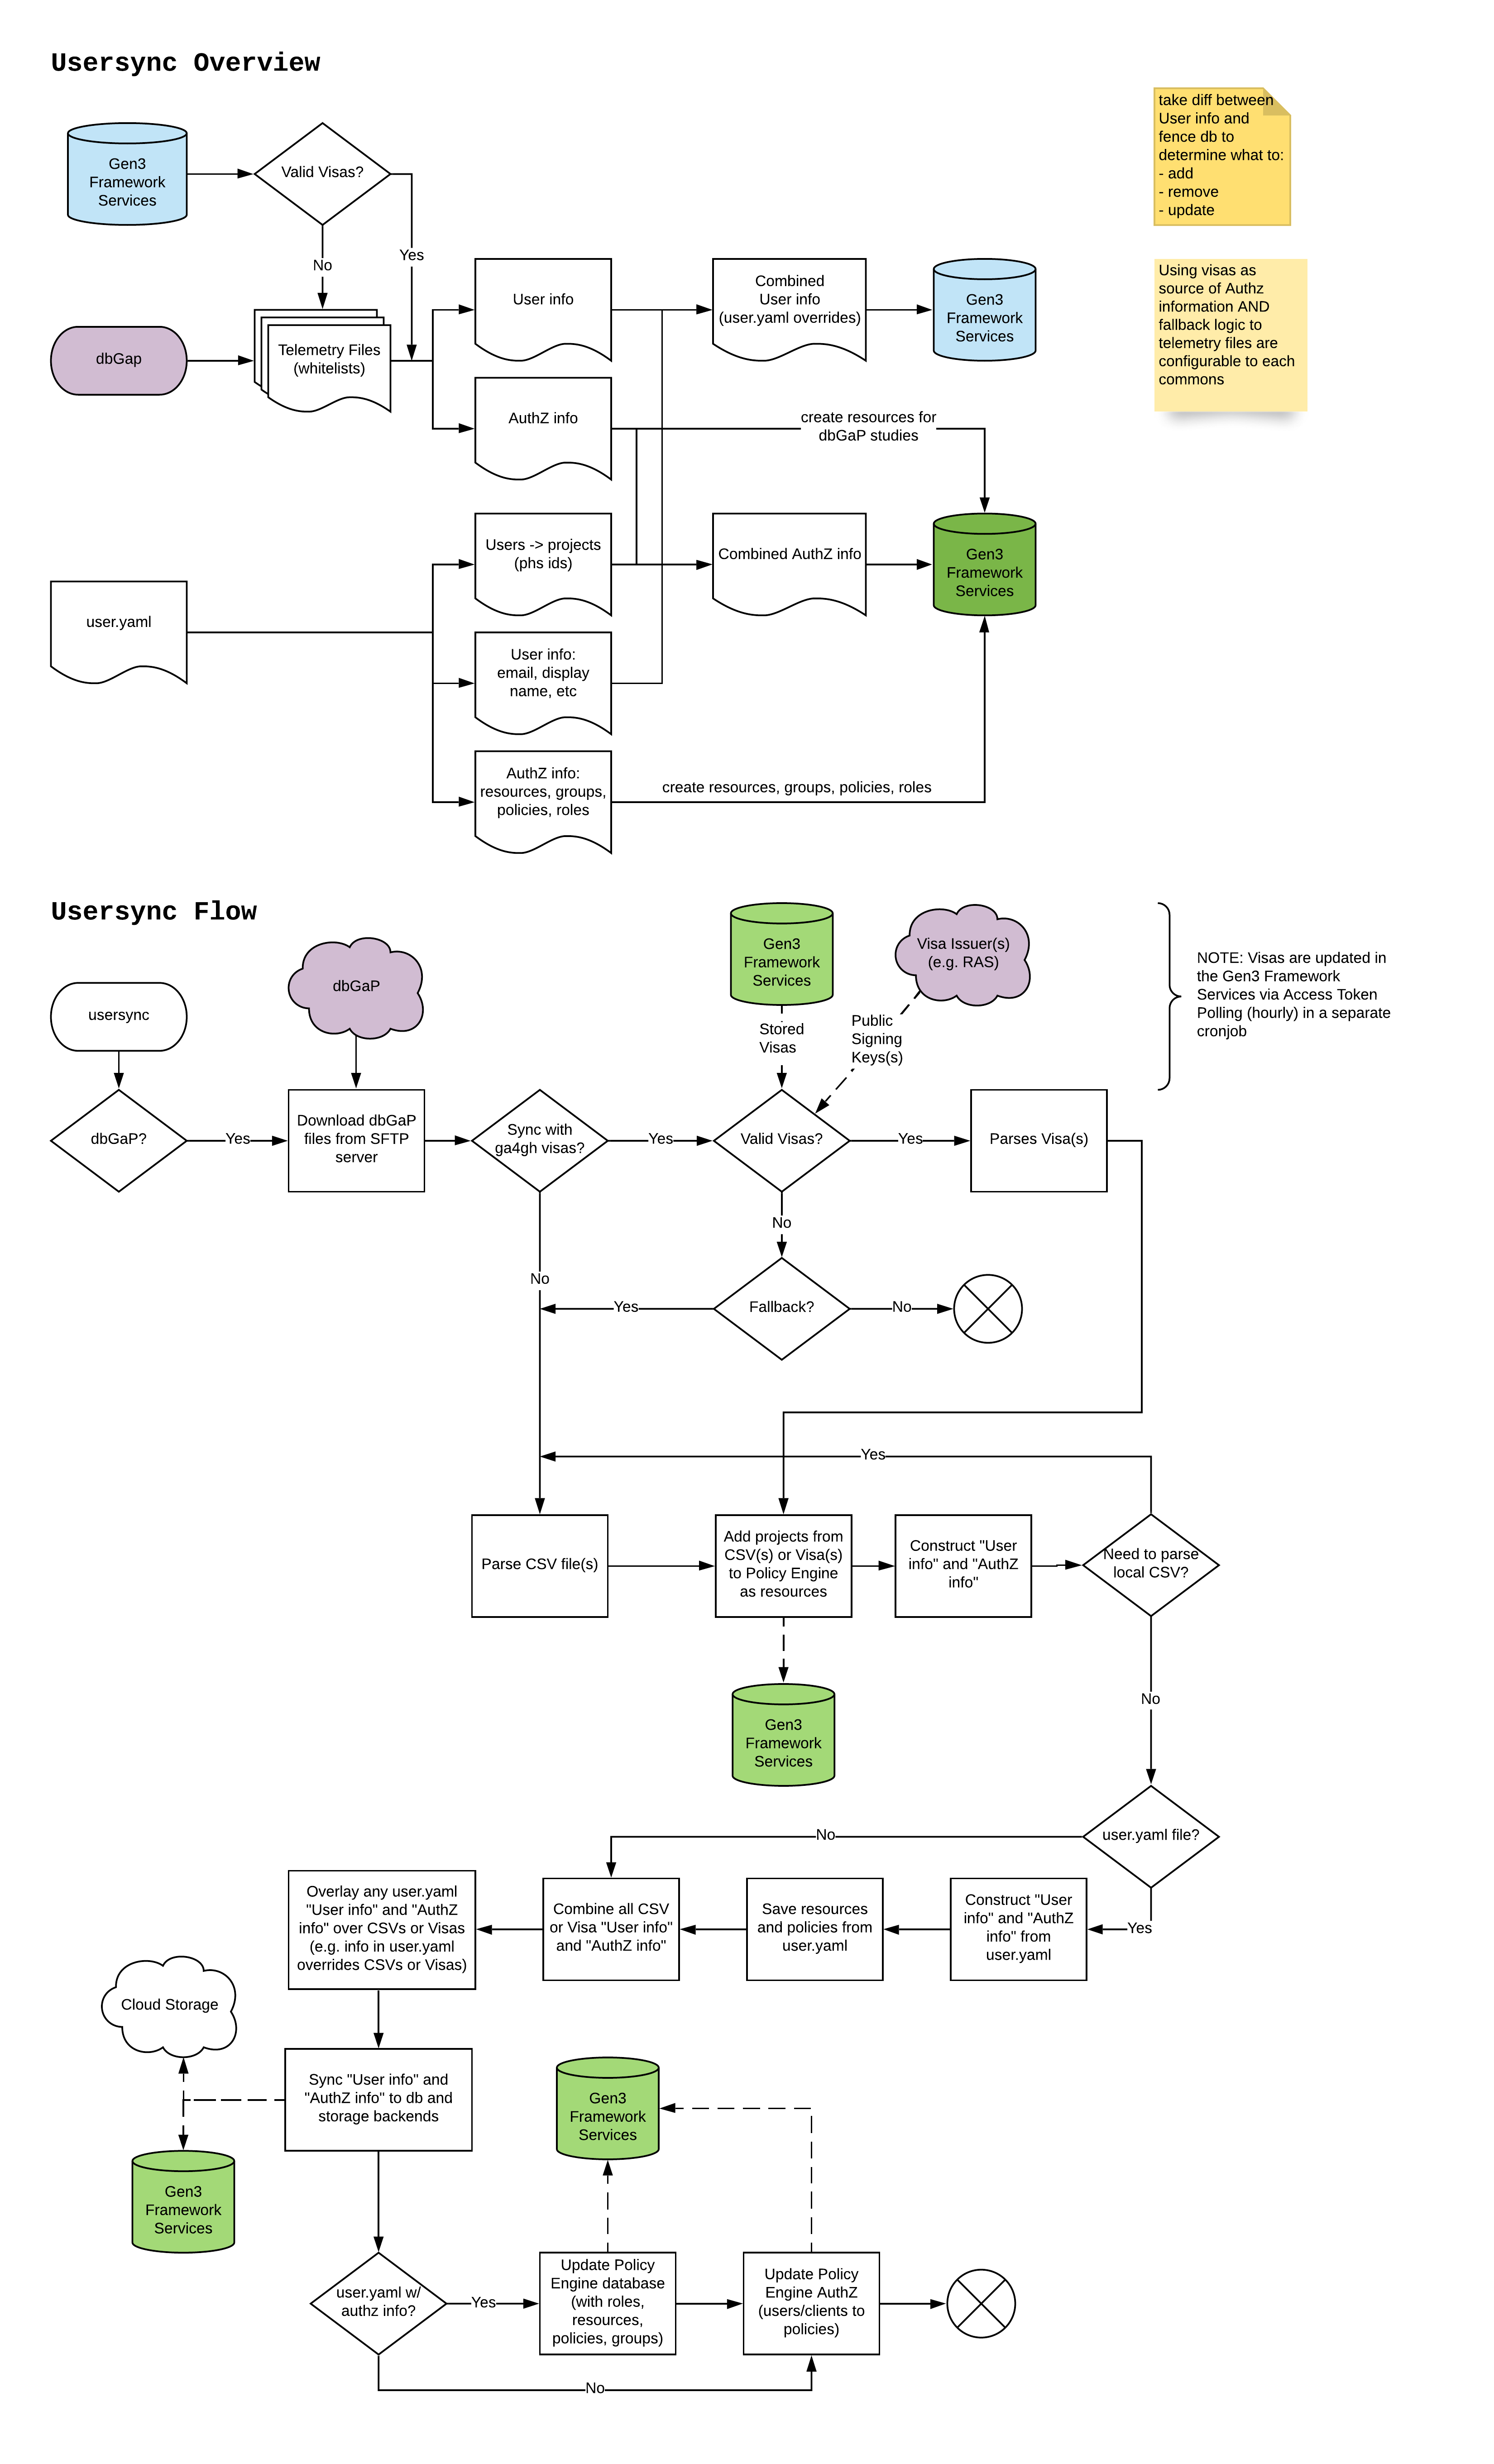 Usersync Overview
Gen3
Framework
Services
Valid Visas?
Yes
No
dbGap
Telemetry Files
(whitelists)
User info
Combined
User info
(user.yaml overrides)
Gen3
Framework
Services
take diff between
User info and
fence db to
determine what to:
- add
- remove
- update
Using visas as
source of Authz
information AND
fallback logic to
telemetry files are
configurable to each
commons
AuthZ info
create resources for
dbGaP studies
Users -> projects
(phs ids)
Combined AuthZ info
Gen3
Framework
Services
user.yaml
User info:
email, display
name, etc
AuthZ info:
resources, groups,
policies, roles
create resources, groups, policies, roles
Usersync Flow
usersync
dbGaP
Gen3
Framework
Services
Visa Issuer(s)
(e.g. RAS)
NOTE: Visas are updated in
the Gen3 Framework
Services via Access Token
Polling (hourly) in a separate
cronjob
Stored
Visas
Public
Signing
Keys(s)
dbGaP?
Yes
Download dbGaP
files from SFTP
server
Sync with
ga4gh visas?
Yes
Valid Visas?
Yes
Parses Visa(s)
No
No
Yes
Fallback?
No
Yes
Parse CSV file(s)
Add projects from
CSV(s) or Visa(s)
to Policy Engine
as resources
Construct "User
info" and "AuthZ
info"
Need to parse
local CSV?
Gen3
Framework
Services
No
user.yaml file?
No
Yes
Overlay any user.yaml
"User info" and "AuthZ
info" over CSVs or Visas
(e.g. info in user.yaml
overrides CSVs or Visas)
Combine all CSV
or Visa "User info"
and "AuthZ info"
Save resources
and policies from
user.yaml
Construct "User
info" and "AuthZ
info" from
user.yaml
Cloud Storage
Sync "User info" and
"AuthZ info" to db and
storage backends
Gen3
Framework
Services
Gen3
Framework
Services
user.yaml w/
authz info?
Yes
Update Policy
Engine database
(with roles,
resources,
policies, groups)
Update Policy
Engine AuthZ
(users/clients to
policies)
No